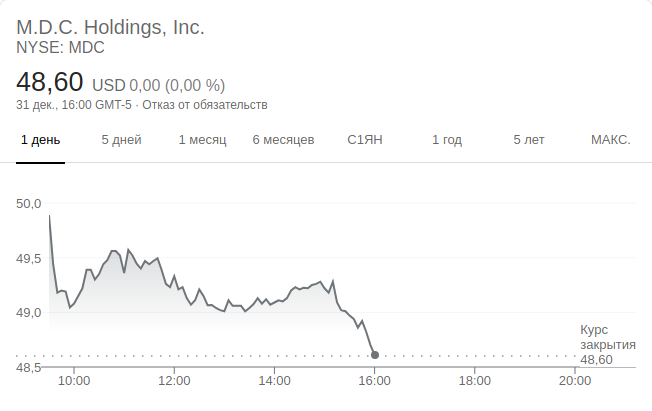 M.D.C. Holdings, Inc.
NYSE: MDC
48,60 USD 0,00 (0,00 %)
31 дек., 16:00 GMT-5 · Отказ от обязательств
1 день 5 дней 1 месяц 6 месяцев С1ЯН 1 год 5 лет МАКС.
50,0
49,5
49,0
Курс
закрытия
48,60
48,5
10:00 12:00 14:00 16:00 18:00 20:00